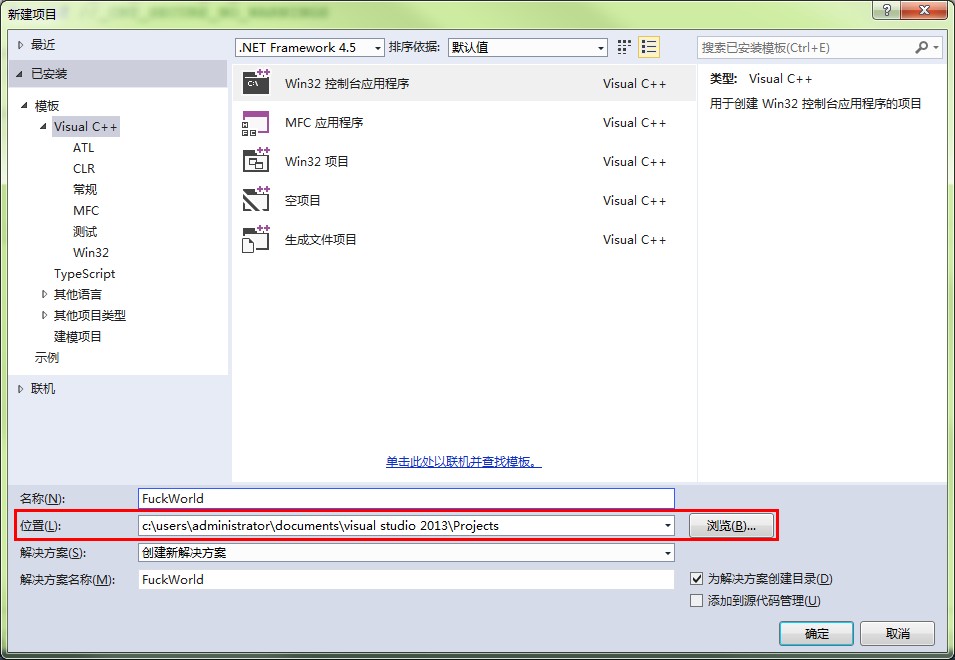 新建项目
最近
已安装
模板
Visual C++
ATL
CLR
常规
MFC
测试
Win32
TypeScript
其他语言
其他项目类型
建模项目
示例
联机
.NET Framework 4.5 排序依据: 默认值
Win32 控制台应用程序 Visual C++
MFC 应用程序 Visual C++
Win32 项目 Visual C++
空项目 Visual C++
生成文件项目 Visual C++
单击此处以联机并查找模板。
搜索已安装模板(Ctrl+E)
类型: Visual C++
用于创建 Win32 控制台应用程序的项目
名称(N): FuckWorld
位置(L): c:\users\administrator\documents\visual studio 2013\Projects 浏览(B)...
解决方案(S): 创建新解决方案
解决方案名称(M): FuckWorld
为解决方案创建目录(D)
添加到源代码管理(U)
确定 取消